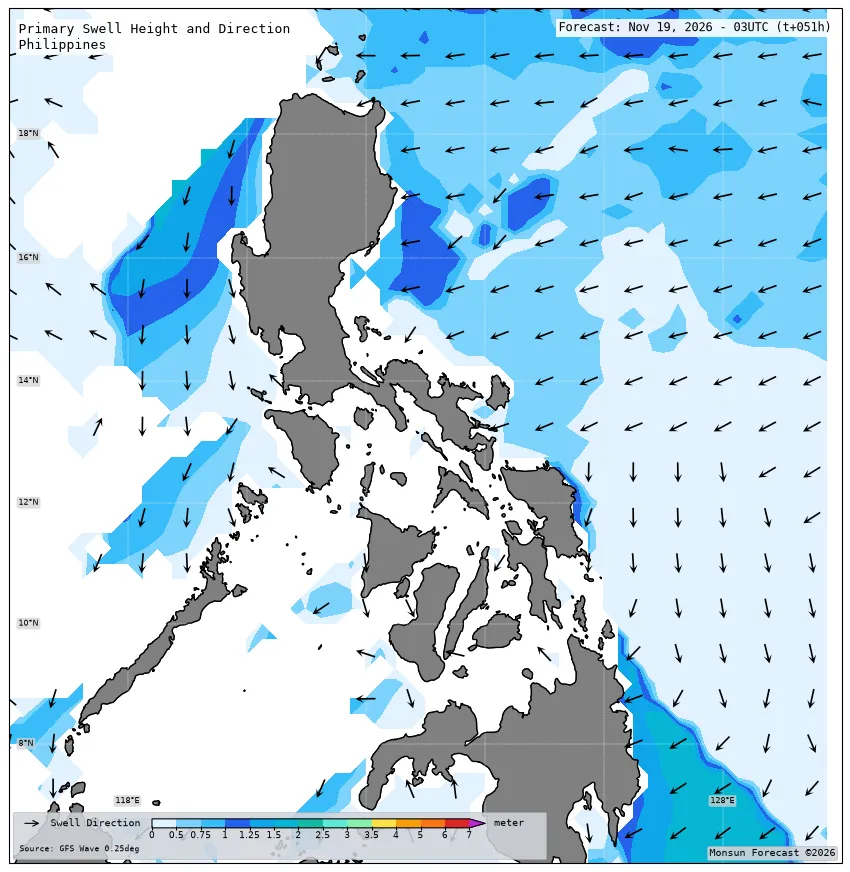 Primary Swell Height and Direction
Philippines
Forecast: Nov 19, 2026 - 03UTC (t+051h)
18°N
16°N
14°N
12°N
10°N
8°N
118°E
128°E
Swell Direction
0 0.5 0.75 1 1.25 1.5 2 2.5 3 3.5 4 5 6 7
meter
Source: GFS Wave 0.25deg
Monsun Forecast ©2026